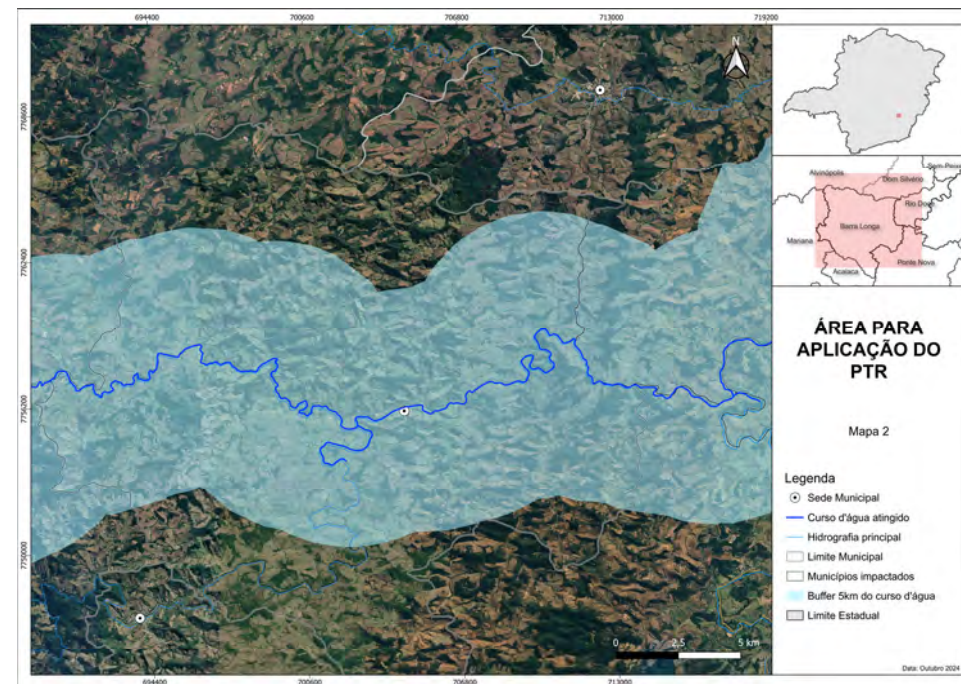 694400
700600
706800
713000
719200
N
7768600
7762400
7756200
7750000
Alvinópolis
Sem-Peixe
Dom Silvério
Rio Doce
Barra Longa
Mariana
Ponte Nova
Acaiaca
ÁREA PARA
APLICAÇÃO DO
PTR
Mapa 2
Legenda
Sede Municipal
Curso d'água atingido
Hidrografia principal
Limite Municipal
Municípios impactados
Buffer 5km do curso d'água
Limite Estadual
0 2,5 5 km
Data: Outubro 2024
694400
700600
706800
713000